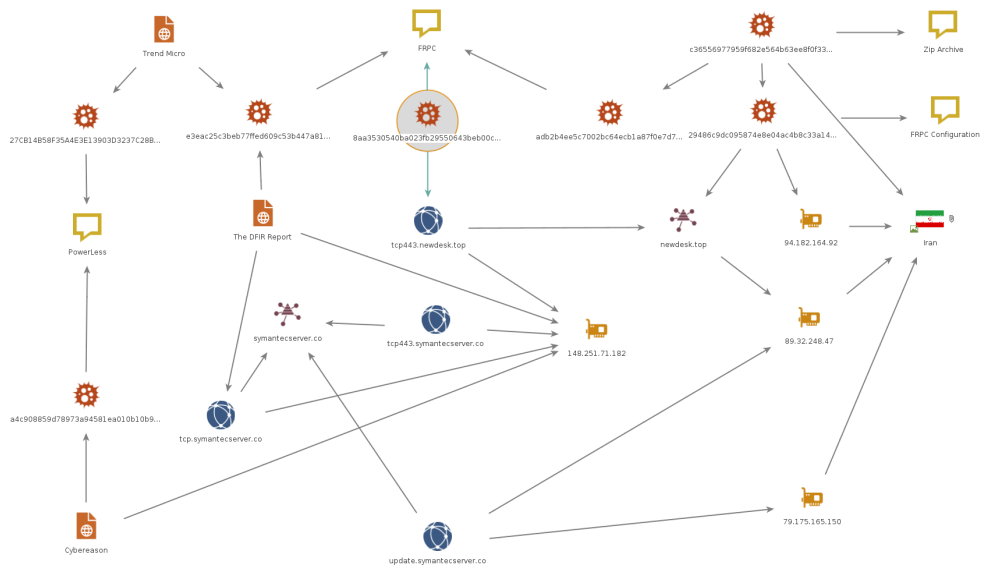 FRPC
Zip Archive
Trend Micro
c36556977959f682e564b63ee8f0f33...
27CB14B58F35A4E3E13903D3237C28B...
e3eac25c3beb77ffed609c53b447a81...
8aa3530540ba023fb29550643beb00c...
adb2b4ee5c7002bc64ecb1a87f0e7d7...
29486c9dc095874e8e04ac4b8c33a14...
FRPC Configuration
PowerLess
The DFIR Report
tcp443.newdesk.top
newdesk.top
94.182.164.92
Iran
symantecserver.co
tcp443.symantecserver.co
148.251.71.182
89.32.248.47
a4c908859d78973a94581ea010b10b9...
tcp.symantecserver.co
79.175.165.150
Cybereason
update.symantecserver.co